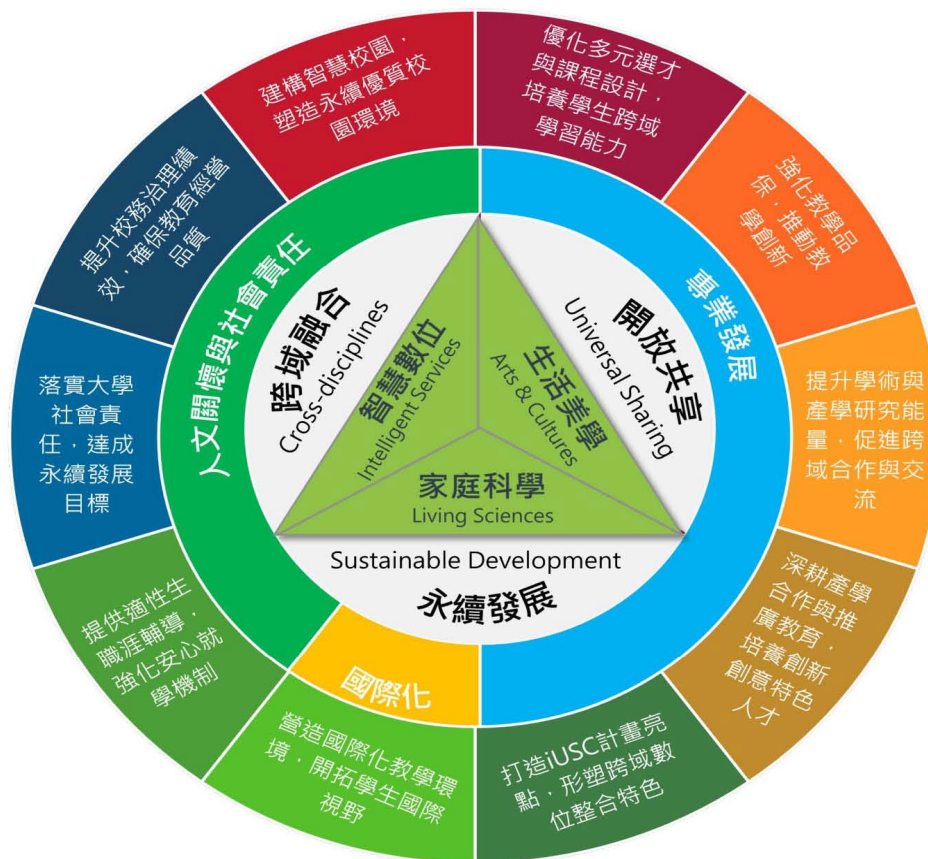 優化多元選才
與課程設計，
培養學生跨域
學習能力
強化教學品
保，推動教
學創新
提升學術與
產學研究能
量，促進跨
域合作與交
流
深耕產學
合作與推
廣教育，
培養創新
創意特色
人才
打造iUSC計畫亮
點，形塑跨域數
位整合特色
營造國際化教學環
境，開拓學生國際
視野
提供適性生
職涯輔導，
強化安心就
學機制
落實大學
社會責
任，達成
永續發展
目標
提升校務治理績
效，確保教育經營
品質
建構智慧校園，
塑造永續優質校
園環境
專業發展
國際化
人文關懷與社會責任
跨域融合
Cross-disciplines
開放共享
Universal Sharing
Sustainable Development
永續發展
智慧數位
Intelligent Services
生活美學
Arts & Cultures
家庭科學
Living Sciences